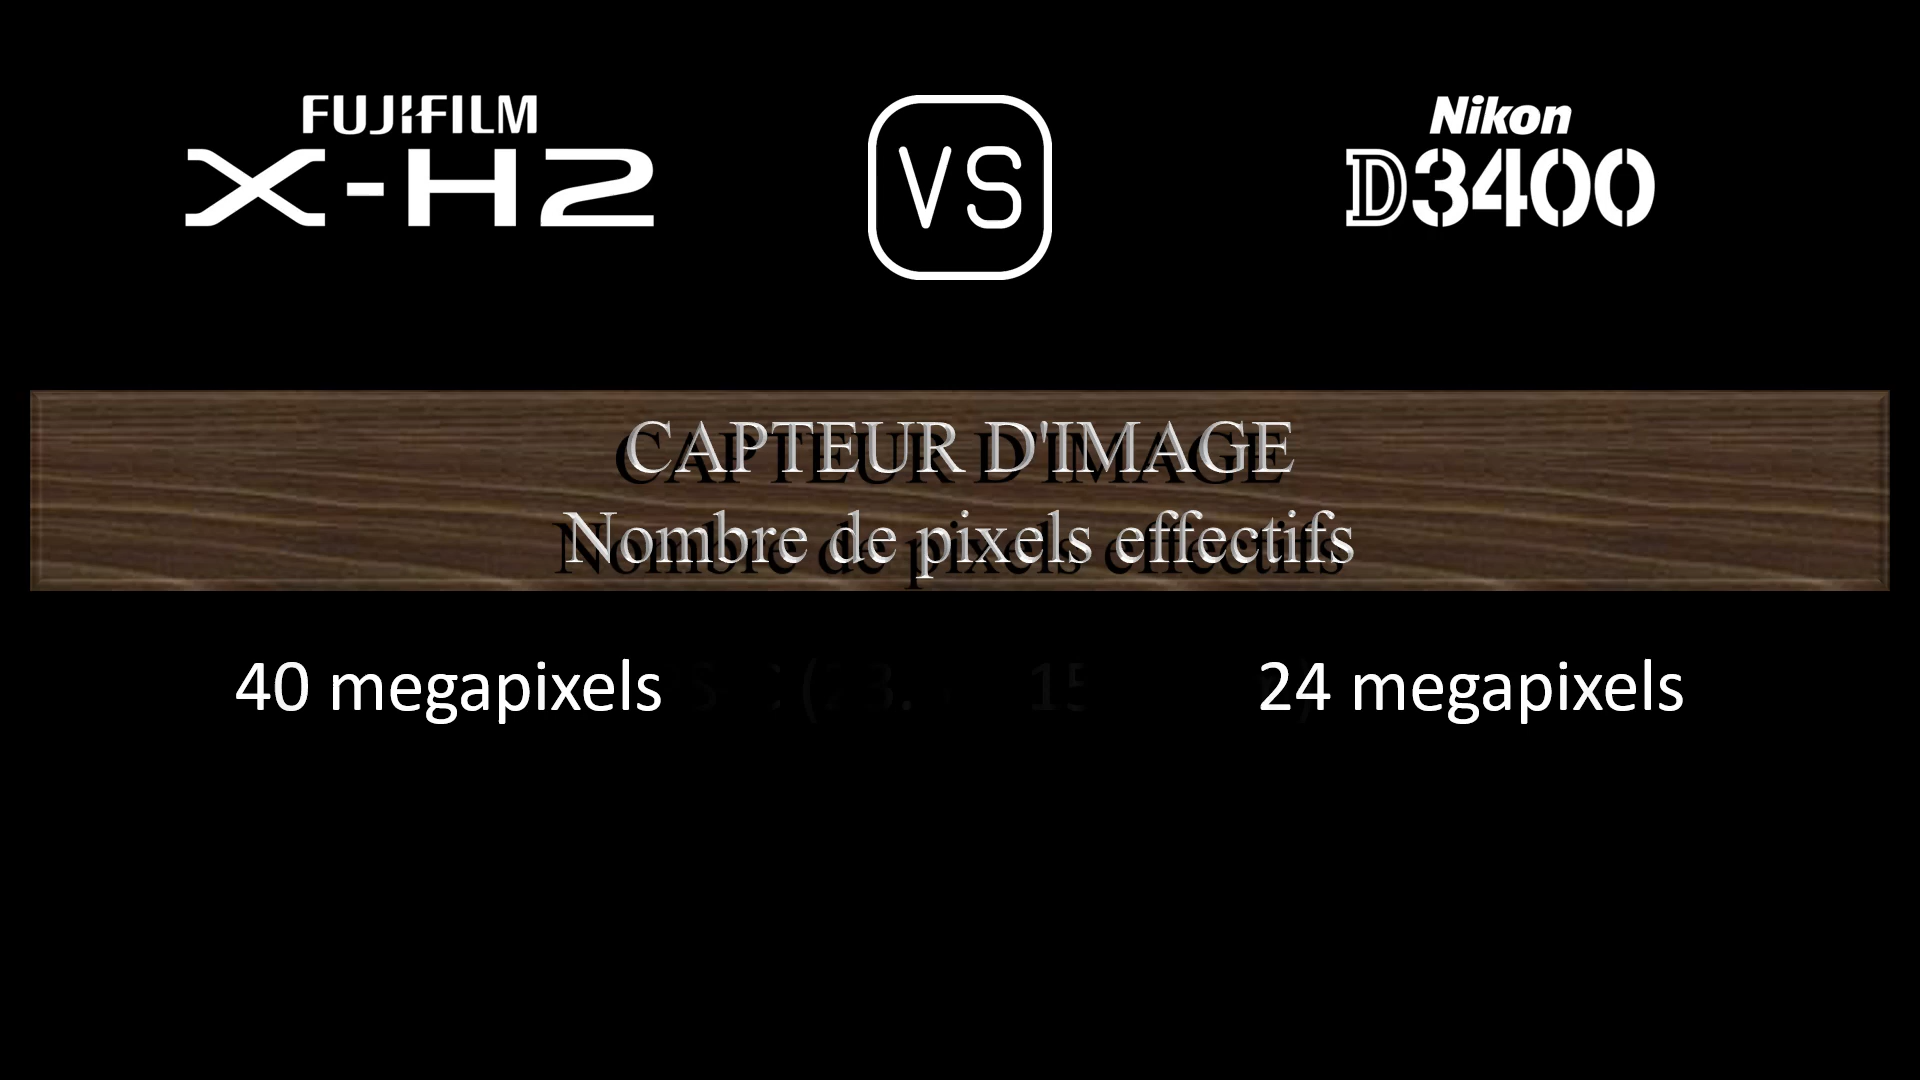 FUJIFILM
X-H2
VS
Nikon
D3400
CAPTEUR D'IMAGE
Nombre de pixels effectifs
40 megapixels
24 megapixels